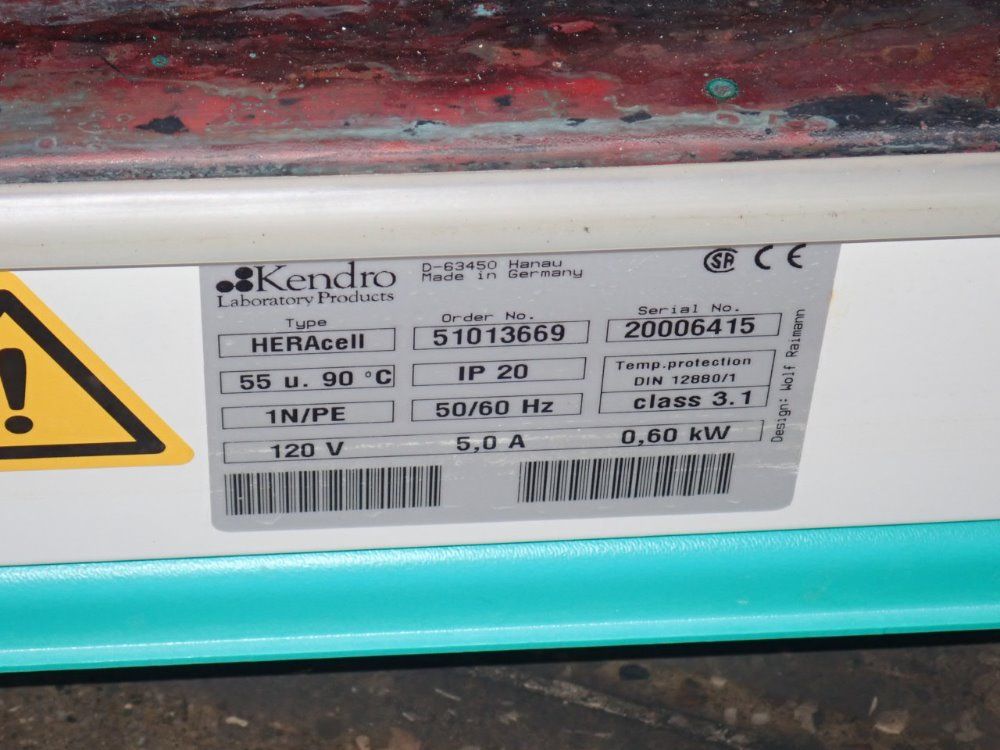 Kendro
Laboratory Products
D-63450 Hanau
Made in Germany
SA CE
Type
HERAcell
Order No.
51013669
Serial No.
20006415
55 u. 90 °C
IP 20
Temp.protection
DIN 12880/1
class 3.1
1N/PE
50/60 Hz
120 V 5,0 A 0,60 kW
Design: Wolf Raimann